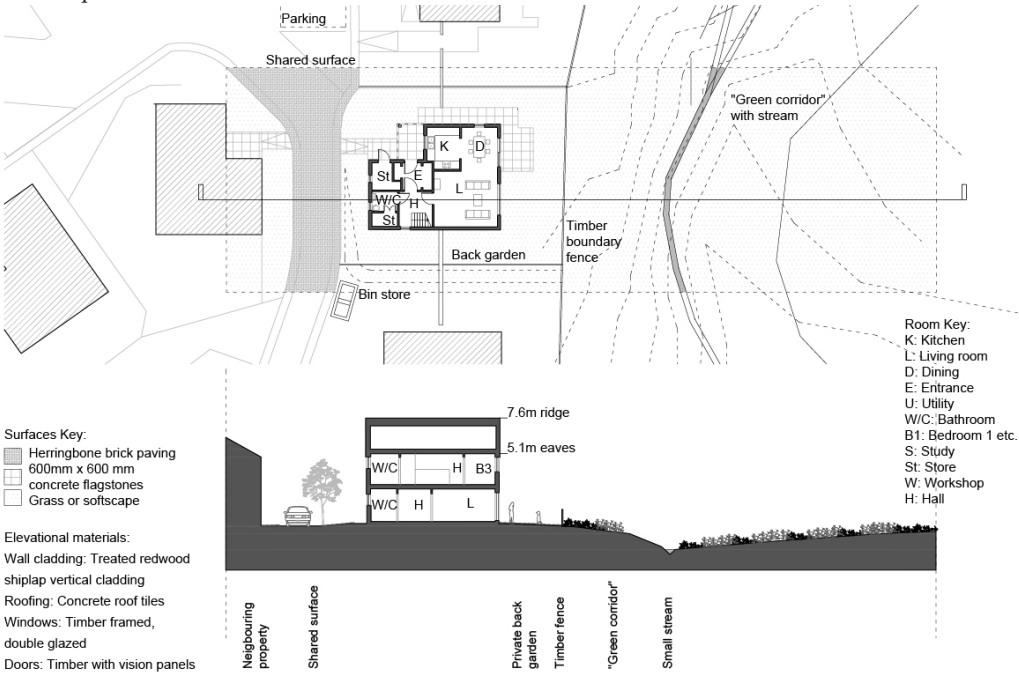 Parking
Shared surface
"Green corridor"
with stream
K
D
St
E
L
W/C
H
St
Timber
boundary
fence
Back garden
Bin store
Room Key:
K: Kitchen
L: Living room
D: Dining
E: Entrance
U: Utility
W/C: Bathroom
B1: Bedroom 1 etc.
S: Study
St: Store
W: Workshop
H: Hall
7.6m ridge
5.1m eaves
W/C
H
B3
W/C
H
L
Surfaces Key:
Herringbone brick paving
600mm x 600 mm
concrete flagstones
Grass or softscape
Elevational materials:
Wall cladding: Treated redwood
shiplap vertical cladding
Roofing: Concrete roof tiles
Windows: Timber framed,
double glazed
Doors: Timber with vision panels
Neighbouring
property
Shared surface
Private back
garden
Timber fence
"Green corridor"
Small stream